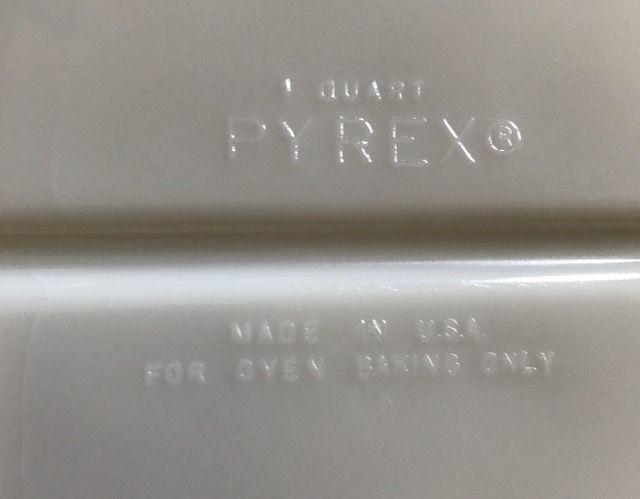 1 QUART
PYREX®
MADE IN U.S.A.
FOR OVEN BAKING ONLY